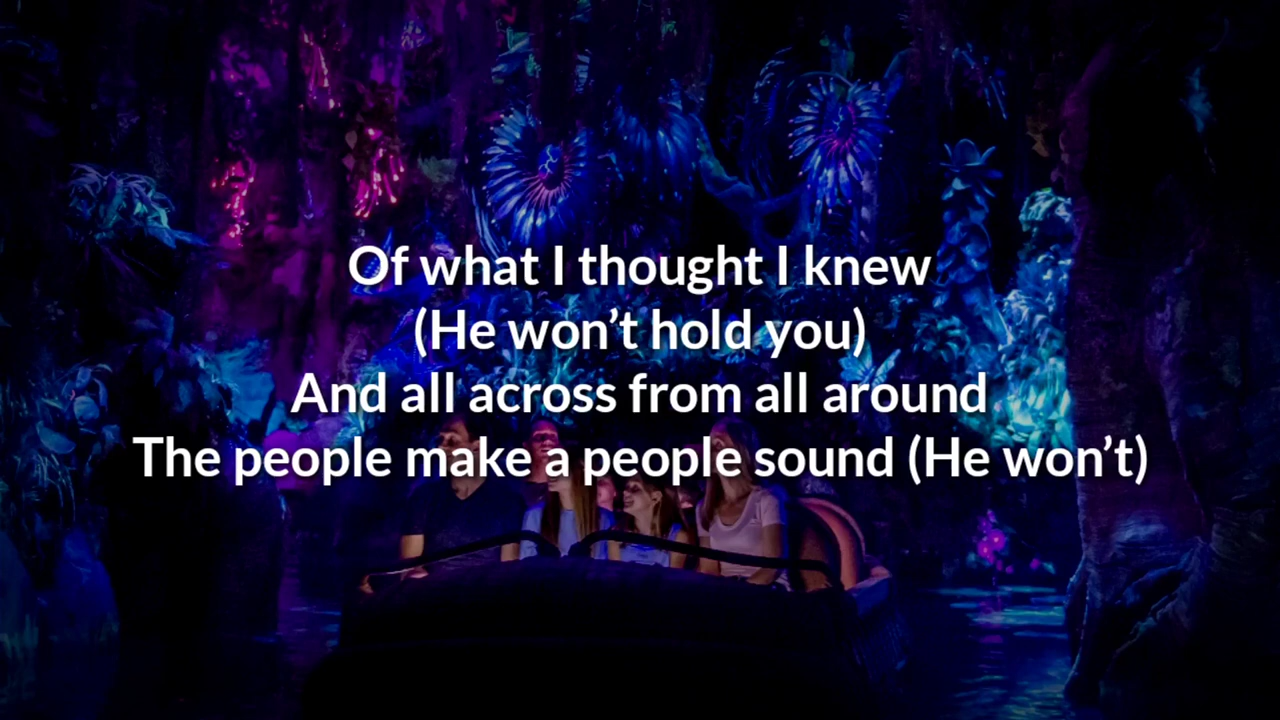 Of what I thought I knew
(He won’t hold you)
And all across from all around
The people make a people sound (He won’t)